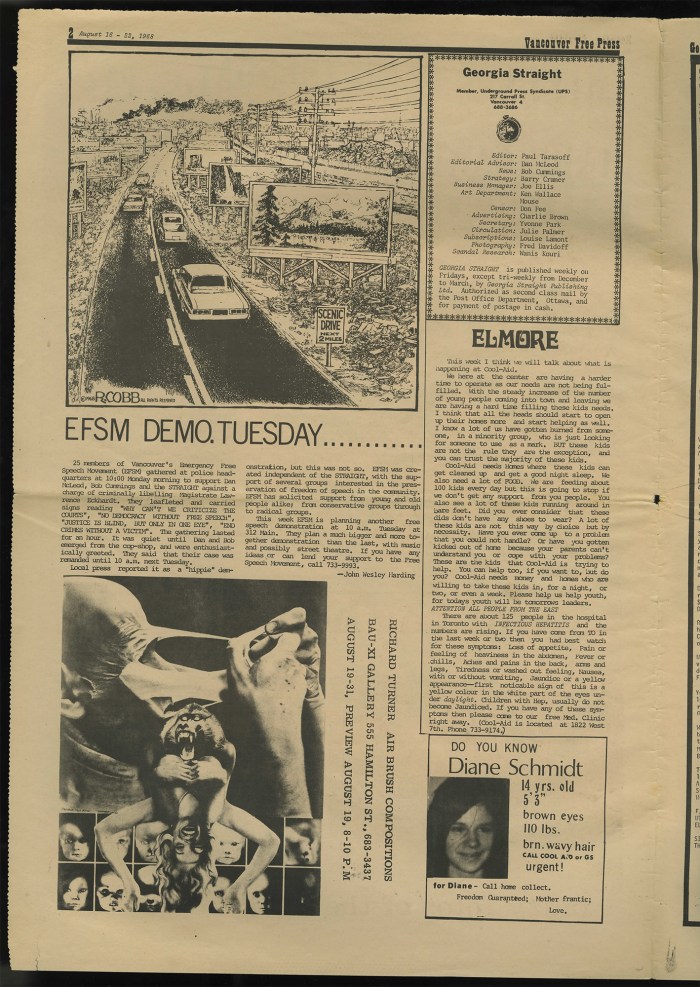 2 August 16 - 22, 1968
Vancouver Free Press
SCENIC
DRIVE
NEXT
2 MILES
R.COBB ALL RIGHTS RESERVED
EFSM DEMO.TUESDAY............
25 members of Vancouver's Emergency Free
Speech Movement (EFSM) gathered at police head-
quarters at 10:00 Monday morning to support Dan
McLeod, Bob Cummings and the STRAIGHT against a
charge of criminally libelling Magistrate Law-
rence Eckhardt. They leafleted and carried
signs reading "WHY CAN'T WE CRITICIZE THE
COURTS", "NO DEMOCRACY WITHOUT FREE SPEECH",
"JUSTICE IS BLIND, BUT ONLY IN ONE EYE", "END
CRIMES WITHOUT A VICTIM". The gathering lasted
for an hour. It was quiet until Dan and Bob
emerged from the cop-shop, and were enthusiast-
ically greeted. They said that their case was
remanded until 10 a.m. next Tuesday.
Local press reported it as a "hippie" dem-
onstration, but this was not so. EFSM was cre-
ated independent of the STRAIGHT, with the sup-
port of several groups interested in the pres-
ervation of freedom of speech in the community.
EFSM has solicited support from young and old
people alike; from conservative groups through
to radical groups.
This week EFSM is planning another free
speech demonstration at 10 a.m. Tuesday at
312 Main. They plan a much bigger and more to-
gether demonstration than the last, with music
and possibly street theatre. If you have any
ideas or can lend your support to the Free
Speech Movement, call 733-9993.
—John Wesley Harding
RICHARD TURNER AIR BRUSH COMPOSITIONS
BAU-XI GALLERY 555 HAMILTON ST., 683-3437
AUGUST 19-31, PREVIEW AUGUST 19, 8-10 P.M
Georgia Straight
Member, Underground Press Syndicate (UPS)
217 Carrall St.
Vancouver 4
Editor: Paul Tarasoff
Editorial Advisor: Dan McLeod
News: Bob Cummings
Strategy: Barry Cramer
Business Manager: Joe Ellis
Art Department: Ken Wallace
House
Censor: Don Fee
Advertising: Charlie Brown
Secretary: Yvonne Park
Circulation: Julie Palmer
Subscriptions: Louise Lamont
Photography: Fred Davidoff
Scandal Research: Wanis Kouri
GEORGIA STRAIGHT is published weekly on
Fridays, except tri-weekly from December
to March, by Georgia Straight Publishing
Ltd. Authorized as second class mail by
the Post Office Department, Ottawa, and
for payment of postage in cash.
ELMORE
This week I think we will talk about what is
happening at Cool-Aid.
We here at the center are having a harder
time to operate as our needs are not being ful-
filled. With the steady increase of the number
of young people coming into town and leaving we
are having a hard time filling these kids needs.
I think that all the heads should start to open
up their homes more and start helping as well.
I know a lot of us have gotten burned from some-
one, in a minority group, who is just looking
for someone to use as a mark. BUT these kids
are not the rule they are the exception, and
you can trust the majority of these kids.
Cool-Aid needs Homes where these kids can
get cleaned up and get a good night sleep. We
also need a lot of FOOD. We are feeding about
100 kids every day but this is going to stop if
we don't get any support from you people. You
also see a lot of these kids running around in
bare feet. Did you ever consider that these
dids don't have any shoes to wear? A lot of
these kids are not this way by choice but by
necessity. Have you ever come up to a problem
that you could not handle? Or have you gotten
kicked out of home because your parents can't
understand you or cope with your problems?
These are the kids that Cool-Aid is trying to
help. You can help too, if you want to, but do
you? Cool-Aid needs money and homes who are
willing to take these kids in, for a night, or
two, or even a week. Please help us help youth,
for todays youth will be tomorrows leaders.
ATTENTION ALL PEOPLE FROM THE EAST
There are about 125 people in the hospital
in Toronto with INFECTIOUS HEPATITIS and the
numbers are rising. If you have come from TO in
the last week or two then you had best watch
for these symptoms: Loss of appetite, Pain or
feeling of heaviness in the abdomen, Fever or
chills, Aches and pains in the back, arms and
legs, Tiredness or washed out feeling, Nausea,
with or without vomiting, Jaundice or a yellow
appearance—first noticable sign of this is a
yellow colour in the white part of the eyes un-
der daylight. Children with Hep. usually do not
become Jaundiced. If you have any of these sym-
ptoms then please come to our free Med. Clinic
right away. (Cool-Aid is located at 1822 West
7th. Phone 733-9174.)
DO YOU KNOW
Diane Schmidt
14 yrs. old
5'3"
brown eyes
110 lbs.
brn. wavy hair
CALL COOL AID or GS
urgent!
for Diane - Call home collect.
Freedom Guaranteed; Mother frantic;
Love.